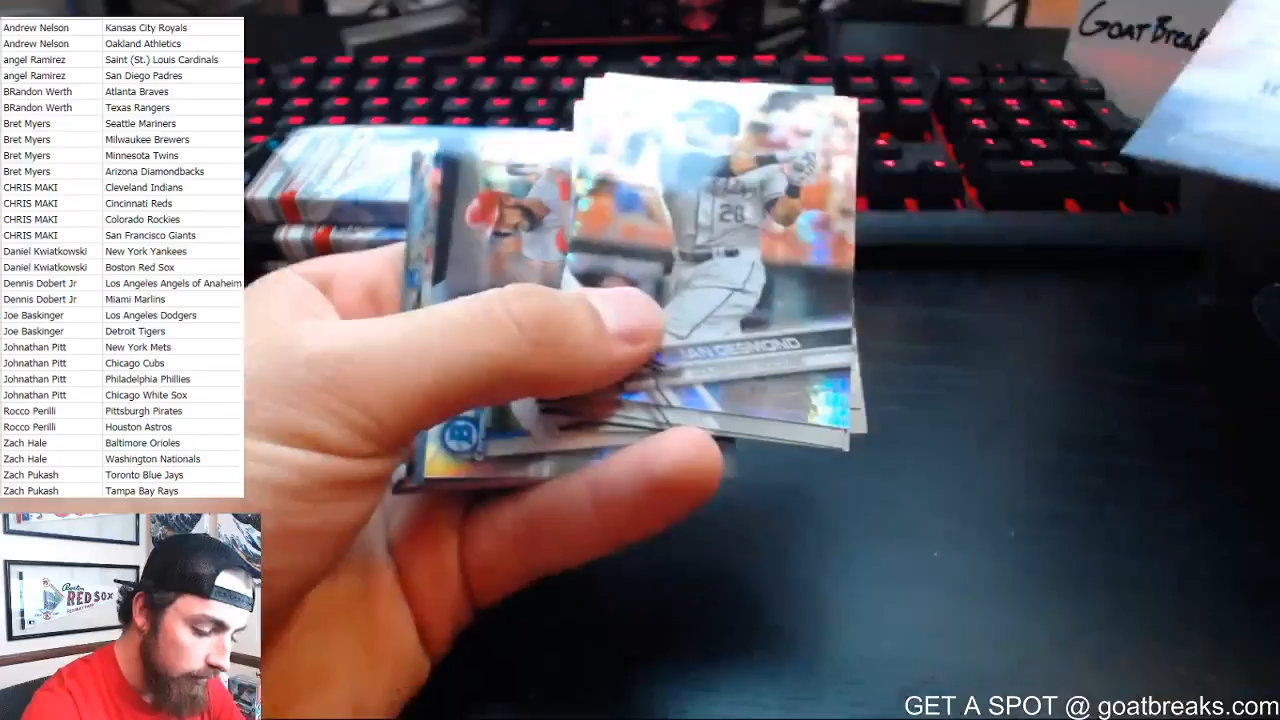 Andrew Nelson Kansas City Royals
Andrew Nelson Oakland Athletics
angel Ramirez Saint (St.) Louis Cardinals
angel Ramirez San Diego Padres
BRandon Werth Atlanta Braves
BRandon Werth Texas Rangers
Bret Myers Seattle Mariners
Bret Myers Milwaukee Brewers
Bret Myers Minnesota Twins
Bret Myers Arizona Diamondbacks
CHRIS MAKI Cleveland Indians
CHRIS MAKI Cincinnati Reds
CHRIS MAKI Colorado Rockies
CHRIS MAKI San Francisco Giants
Daniel Kwiatkowski New York Yankees
Daniel Kwiatkowski Boston Red Sox
Dennis Dobert Jr Los Angeles Angels of Anaheim
Dennis Dobert Jr Miami Marlins
Joe Baskinger Los Angeles Dodgers
Joe Baskinger Detroit Tigers
Johnathan Pitt New York Mets
Johnathan Pitt Chicago Cubs
Johnathan Pitt Philadelphia Phillies
Johnathan Pitt Chicago White Sox
Rocco Perilli Pittsburgh Pirates
Rocco Perilli Houston Astros
Zach Hale Baltimore Orioles
Zach Hale Washington Nationals
Zach Pukash Toronto Blue Jays
Zach Pukash Tampa Bay Rays
GOATBreak
20
IAN DESMOND
B
Boston
RED SOX
GET A SPOT @ goatbreaks.com